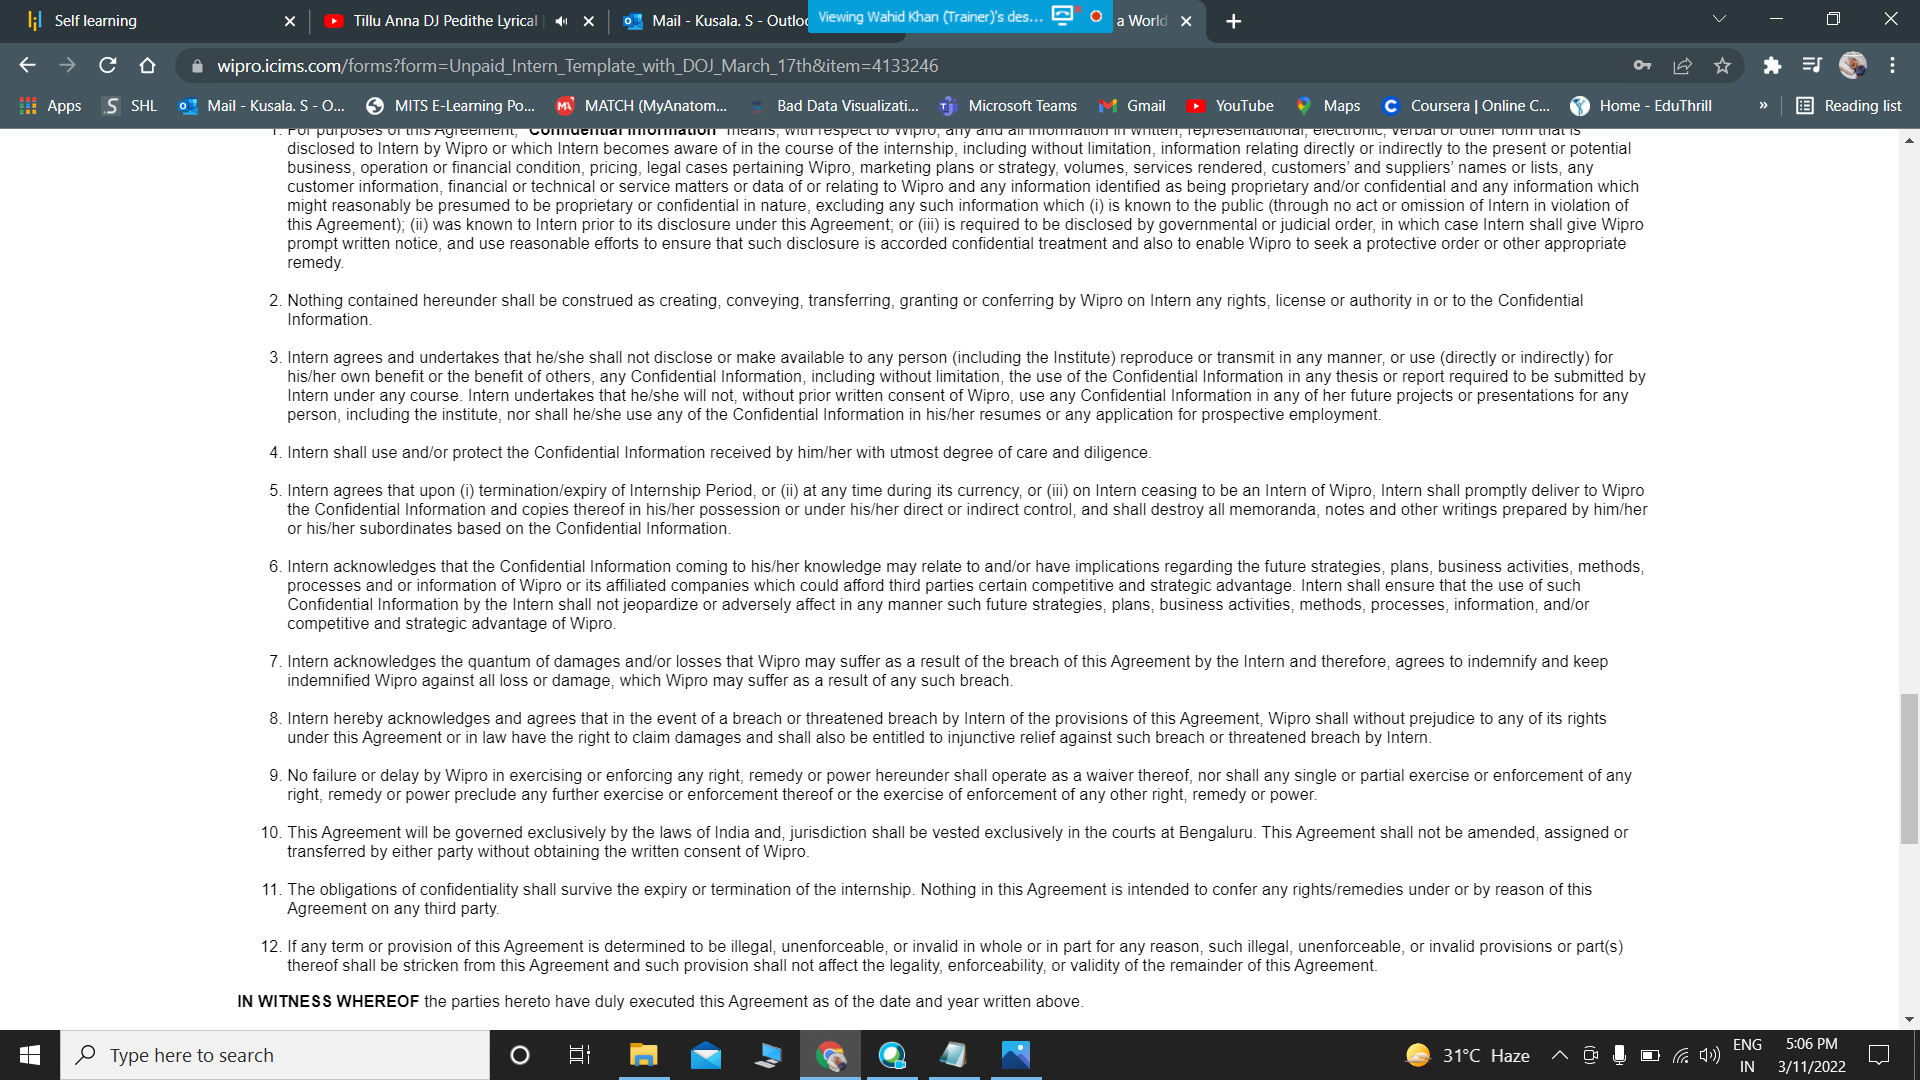 Self learning
Tillu Anna DJ Pedithe Lyrical
Mail - Kusala. S - Outloo
Viewing Wahid Khan (Trainer)'s des...
a World
wipro.icims.com/forms?form=Unpaid_Intern_Template_with_DOJ_March_17th&item=4133246
Apps SHL Mail - Kusala. S - O... MITS E-Learning Po... MATCH (MyAnatom... Bad Data Visualizati... Microsoft Teams Gmail YouTube Maps Coursera | Online C... Home - EduThrill » Reading list
1. For purposes of this Agreement, "Confidential Information" means, with respect to Wipro, any and all information in written, representational, electronic, verbal or other form that is
disclosed to Intern by Wipro or which Intern becomes aware of in the course of the internship, including without limitation, information relating directly or indirectly to the present or potential
business, operation or financial condition, pricing, legal cases pertaining Wipro, marketing plans or strategy, volumes, services rendered, customers' and suppliers' names or lists, any
customer information, financial or technical or service matters or data of or relating to Wipro and any information identified as being proprietary and/or confidential and any information which
might reasonably be presumed to be proprietary or confidential in nature, excluding any such information which (i) is known to the public (through no act or omission of Intern in violation of
this Agreement); (ii) was known to Intern prior to its disclosure under this Agreement; or (iii) is required to be disclosed by governmental or judicial order, in which case Intern shall give Wipro
prompt written notice, and use reasonable efforts to ensure that such disclosure is accorded confidential treatment and also to enable Wipro to seek a protective order or other appropriate
remedy.
2. Nothing contained hereunder shall be construed as creating, conveying, transferring, granting or conferring by Wipro on Intern any rights, license or authority in or to the Confidential
Information.
3. Intern agrees and undertakes that he/she shall not disclose or make available to any person (including the Institute) reproduce or transmit in any manner, or use (directly or indirectly) for
his/her own benefit or the benefit of others, any Confidential Information, including without limitation, the use of the Confidential Information in any thesis or report required to be submitted by
Intern under any course. Intern undertakes that he/she will not, without prior written consent of Wipro, use any Confidential Information in any of her future projects or presentations for any
person, including the institute, nor shall he/she use any of the Confidential Information in his/her resumes or any application for prospective employment.
4. Intern shall use and/or protect the Confidential Information received by him/her with utmost degree of care and diligence.
5. Intern agrees that upon (i) termination/expiry of Internship Period, or (ii) at any time during its currency, or (iii) on Intern ceasing to be an Intern of Wipro, Intern shall promptly deliver to Wipro
the Confidential Information and copies thereof in his/her possession or under his/her direct or indirect control, and shall destroy all memoranda, notes and other writings prepared by him/her
or his/her subordinates based on the Confidential Information.
6. Intern acknowledges that the Confidential Information coming to his/her knowledge may relate to and/or have implications regarding the future strategies, plans, business activities, methods,
processes and or information of Wipro or its affiliated companies which could afford third parties certain competitive and strategic advantage. Intern shall ensure that the use of such
Confidential Information by the Intern shall not jeopardize or adversely affect in any manner such future strategies, plans, business activities, methods, processes, information, and/or
competitive and strategic advantage of Wipro.
7. Intern acknowledges the quantum of damages and/or losses that Wipro may suffer as a result of the breach of this Agreement by the Intern and therefore, agrees to indemnify and keep
indemnified Wipro against all loss or damage, which Wipro may suffer as a result of any such breach.
8. Intern hereby acknowledges and agrees that in the event of a breach or threatened breach by Intern of the provisions of this Agreement, Wipro shall without prejudice to any of its rights
under this Agreement or in law have the right to claim damages and shall also be entitled to injunctive relief against such breach or threatened breach by Intern.
9. No failure or delay by Wipro in exercising or enforcing any right, remedy or power hereunder shall operate as a waiver thereof, nor shall any single or partial exercise or enforcement of any
right, remedy or power preclude any further exercise or enforcement thereof or the exercise of enforcement of any other right, remedy or power.
10. This Agreement will be governed exclusively by the laws of India and, jurisdiction shall be vested exclusively in the courts at Bengaluru. This Agreement shall not be amended, assigned or
transferred by either party without obtaining the written consent of Wipro.
11. The obligations of confidentiality shall survive the expiry or termination of the internship. Nothing in this Agreement is intended to confer any rights/remedies under or by reason of this
Agreement on any third party.
12. If any term or provision of this Agreement is determined to be illegal, unenforceable, or invalid in whole or in part for any reason, such illegal, unenforceable, or invalid provisions or part(s)
thereof shall be stricken from this Agreement and such provision shall not affect the legality, enforceability, or validity of the remainder of this Agreement.
IN WITNESS WHEREOF the parties hereto have duly executed this Agreement as of the date and year written above.
Type here to search
31°C Haze
ENG
IN
5:06 PM
3/11/2022